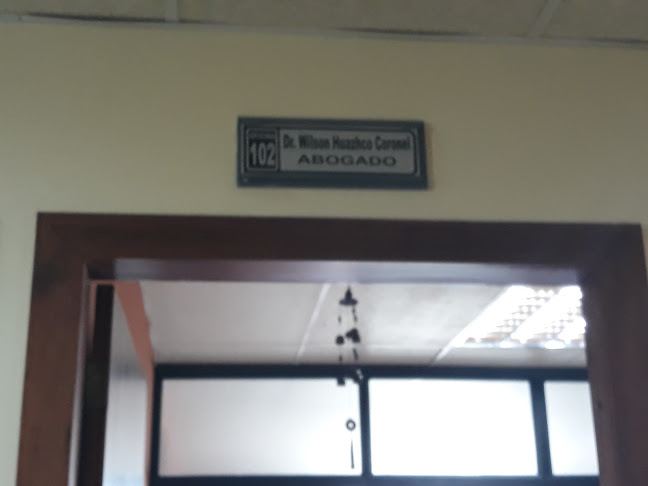 102
Dr. Wilson Huazhco Coronel
ABOGADO